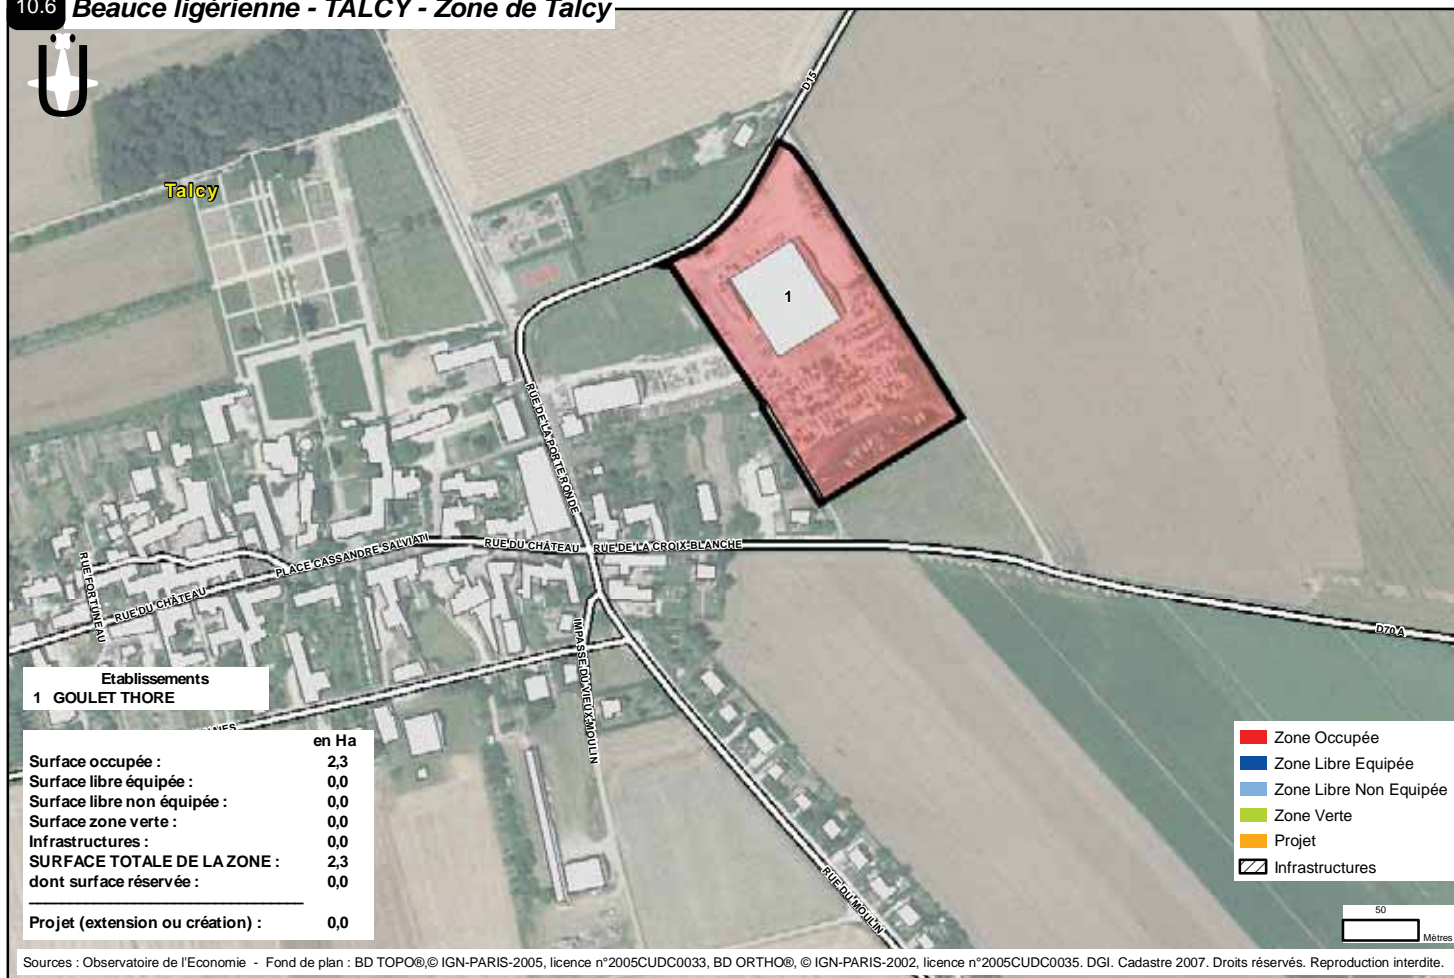 10.6 Beauce ligérienne - TALCY - Zone de Talcy
Ü
D15
Talcy
1
RUE DE LA PORTE RONDE
PLACE CASSANDRE SALVIATI
RUE DU CHÂTEAU
RUE DE LA CROIX-BLANCHE
RUE FORTUNEAU
RUE DU CHÂTEAU
D70 A
IMPASSE DU VIEUX-MOULIN
RUE DU MOULIN
Etablissements
1 GOULET THORE
en Ha
Surface occupée : 2,3
Surface libre équipée : 0,0
Surface libre non équipée : 0,0
Surface zone verte : 0,0
Infrastructures : 0,0
SURFACE TOTALE DE LA ZONE : 2,3
dont surface réservée : 0,0
Projet (extension ou création) : 0,0
Zone Occupée
Zone Libre Equipée
Zone Libre Non Equipée
Zone Verte
Projet
Infrastructures
50
Mètres
Sources : Observatoire de l'Economie - Fond de plan : BD TOPO®,© IGN-PARIS-2005, licence n°2005CUDC0033, BD ORTHO®, © IGN-PARIS-2002, licence n°2005CUDC0035. DGI. Cadastre 2007. Droits réservés. Reproduction interdite.